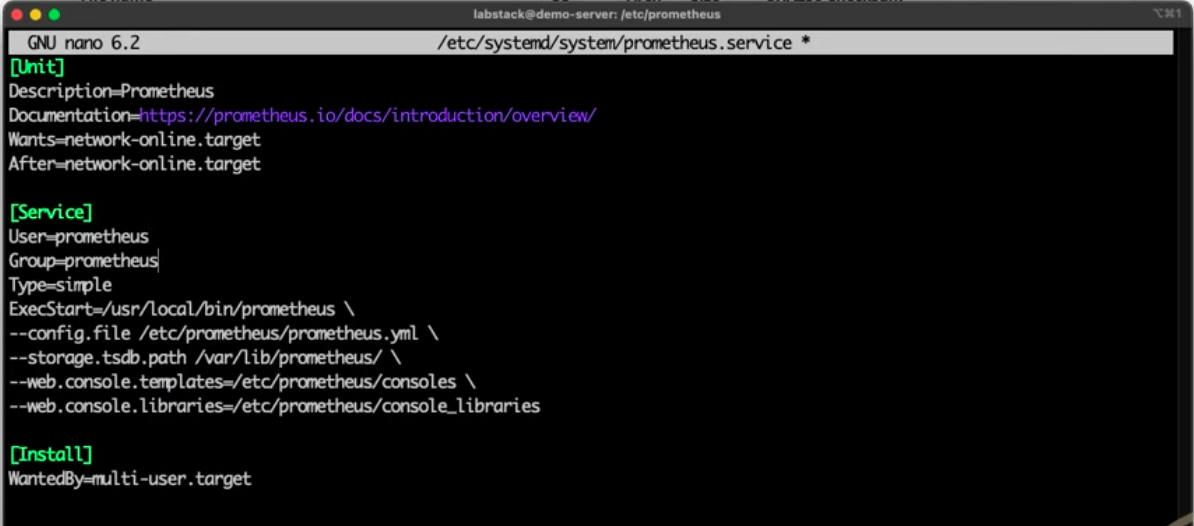 labstack@demo-server: /etc/prometheus
⌥⌘1
GNU nano 6.2 /etc/systemd/system/prometheus.service *
[Unit]
Description=Prometheus
Documentation=https://prometheus.io/docs/introduction/overview/
Wants=network-online.target
After=network-online.target
[Service]
User=prometheus
Group=prometheus
Type=simple
ExecStart=/usr/local/bin/prometheus \
--config.file /etc/prometheus/prometheus.yml \
--storage.tsdb.path /var/lib/prometheus/ \
--web.console.templates=/etc/prometheus/consoles \
--web.console.libraries=/etc/prometheus/console_libraries
[Install]
WantedBy=multi-user.target